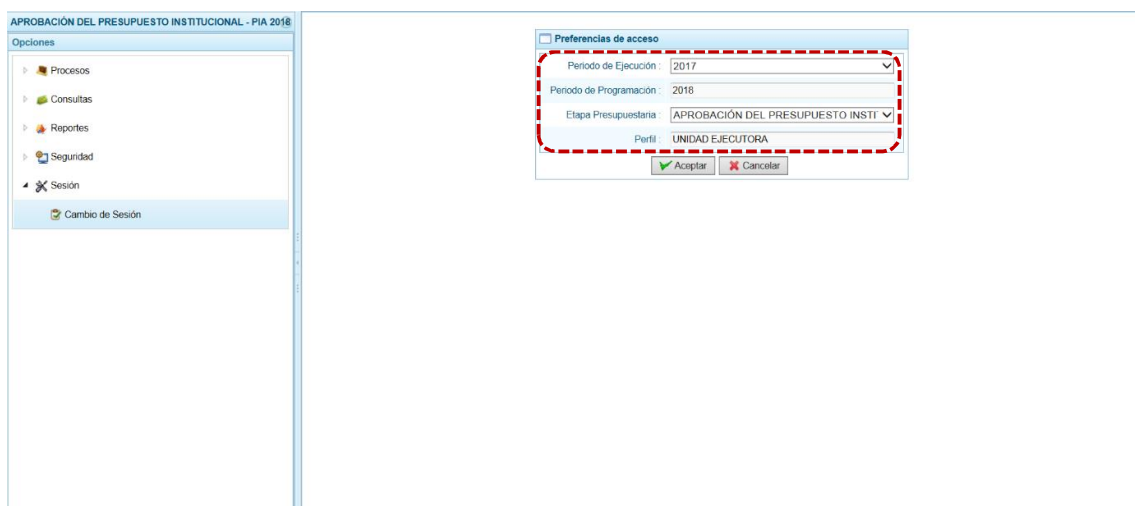 APROBACIÓN DEL PRESUPUESTO INSTITUCIONAL - PIA 2018
Opciones
Procesos
Consultas
Reportes
Seguridad
Sesión
Cambio de Sesión
Preferencias de acceso
Periodo de Ejecución : 2017
Periodo de Programación : 2018
Etapa Presupuestaria : APROBACIÓN DEL PRESUPUESTO INSTIT
Perfil : UNIDAD EJECUTORA
Aceptar Cancelar